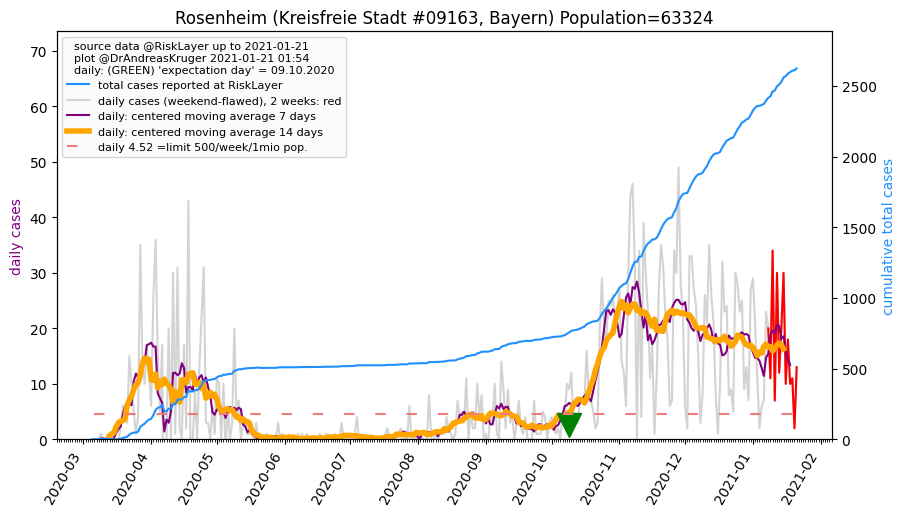 Rosenheim (Kreisfreie Stadt #09163, Bayern) Population=63324
source data @RiskLayer up to 2021-01-21
plot @DrAndreasKruger 2021-01-21 01:54
daily: (GREEN) 'expectation day' = 09.10.2020
total cases reported at RiskLayer
daily cases (weekend-flawed), 2 weeks: red
daily: centered moving average 7 days
daily: centered moving average 14 days
daily 4.52 =limit 500/week/1mio pop.
daily cases
70
60
50
40
30
20
10
0
cumulative total cases
2500
2000
1500
1000
500
0
2020-03
2020-04
2020-05
2020-06
2020-07
2020-08
2020-09
2020-10
2020-11
2020-12
2021-01
2021-02